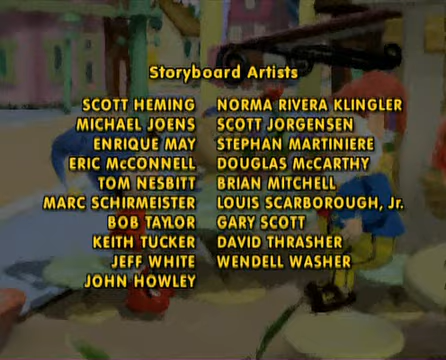 Storyboard Artists
SCOTT HEMING NORMA RIVERA KLINGLER
MICHAEL JOENS SCOTT JORGENSEN
ENRIQUE MAY STEPHAN MARTINIERE
ERIC McCONNELL DOUGLAS McCARTHY
TOM NESBITT BRIAN MITCHELL
MARC SCHIRMEISTER LOUIS SCARBOROUGH, Jr.
BOB TAYLOR GARY SCOTT
KEITH TUCKER DAVID THRASHER
JEFF WHITE WENDELL WASHER
JOHN HOWLEY